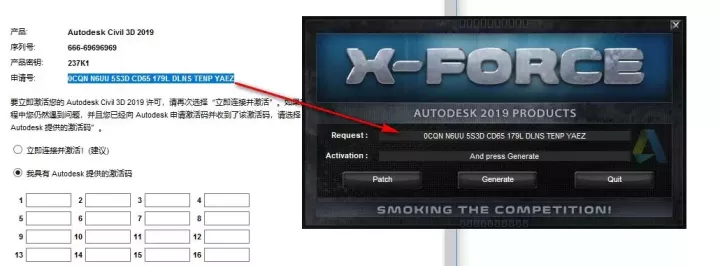 产品: Autodesk Civil 3D 2019
序列号: 666-69696969
产品密钥: 237K1
申请号: 0CQN N6UU 5S3D CD65 179L DLNS TENP YAEZ
要立即激活您的 Autodesk Civil 3D 2019 许可，请再次选择 “立即连接并激活”。如果
程中您仍然遇到问题，并且您已经向 Autodesk 申请激活码并收到了该激活码，请选择
Autodesk 提供的激活码”。
立即连接并激活！(建议)
我具有 Autodesk 提供的激活码
1 2 3 4
5 6 7 8
9 10 11 12
13 14 15 16
X-FORCE
AUTODESK 2019 PRODUCTS
Request : 0CQN N6UU 5S3D CD65 179L DLNS TENP YAEZ
Activation : And press Generate
Patch Generate Quit
SMOKING THE COMPETITION!